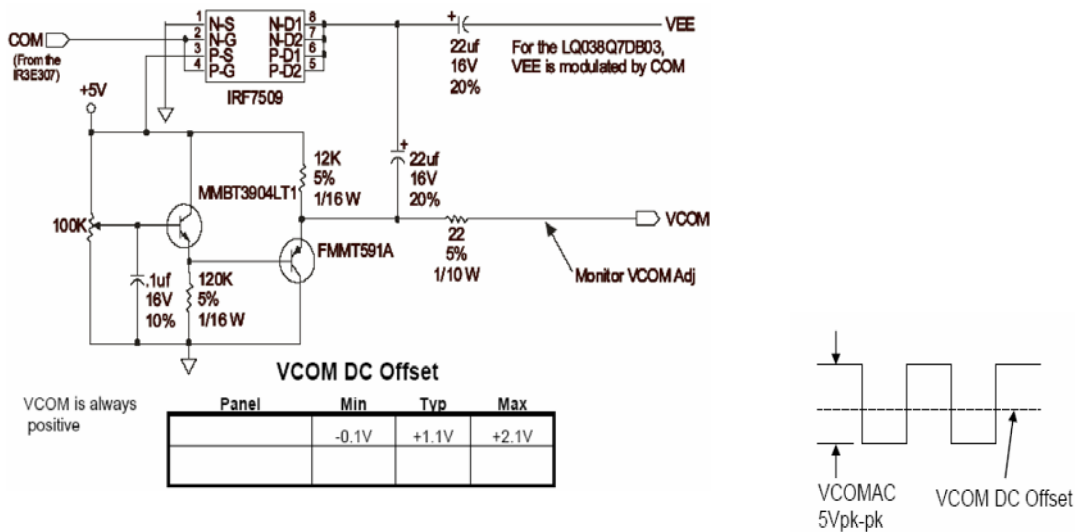 COM
(From the
IR3E307)
1 N-S N-D1 8
2 N-G N-D2 7
3 P-S P-D1 6
4 P-G P-D2 5
IRF7509
+
22uf
16V
20%
VEE
For the LQ038Q7DB03,
VEE is modulated by COM
+5V
12K
5%
1/16 W
+
22uf
16V
20%
MMBT3904LT1
100K
FMMT591A
22
5%
1/10 W
VCOM
Monitor VCOM Adj
.1uf
16V
10%
120K
5%
1/16 W
VCOM DC Offset
VCOM is always
positive
Panel Min Typ Max
-0.1V +1.1V +2.1V
VCOMAC
5Vpk-pk
VCOM DC Offset